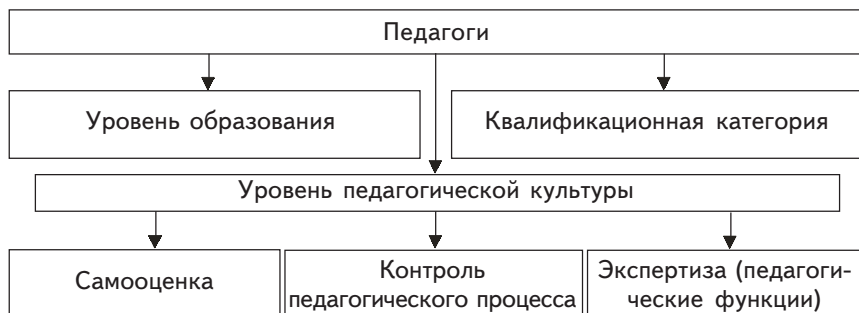 Педагоги
Уровень образования
Квалификационная категория
Уровень педагогической культуры
Самооценка
Контроль
педагогического процесса
Экспертиза (педагоги-
ческие функции)